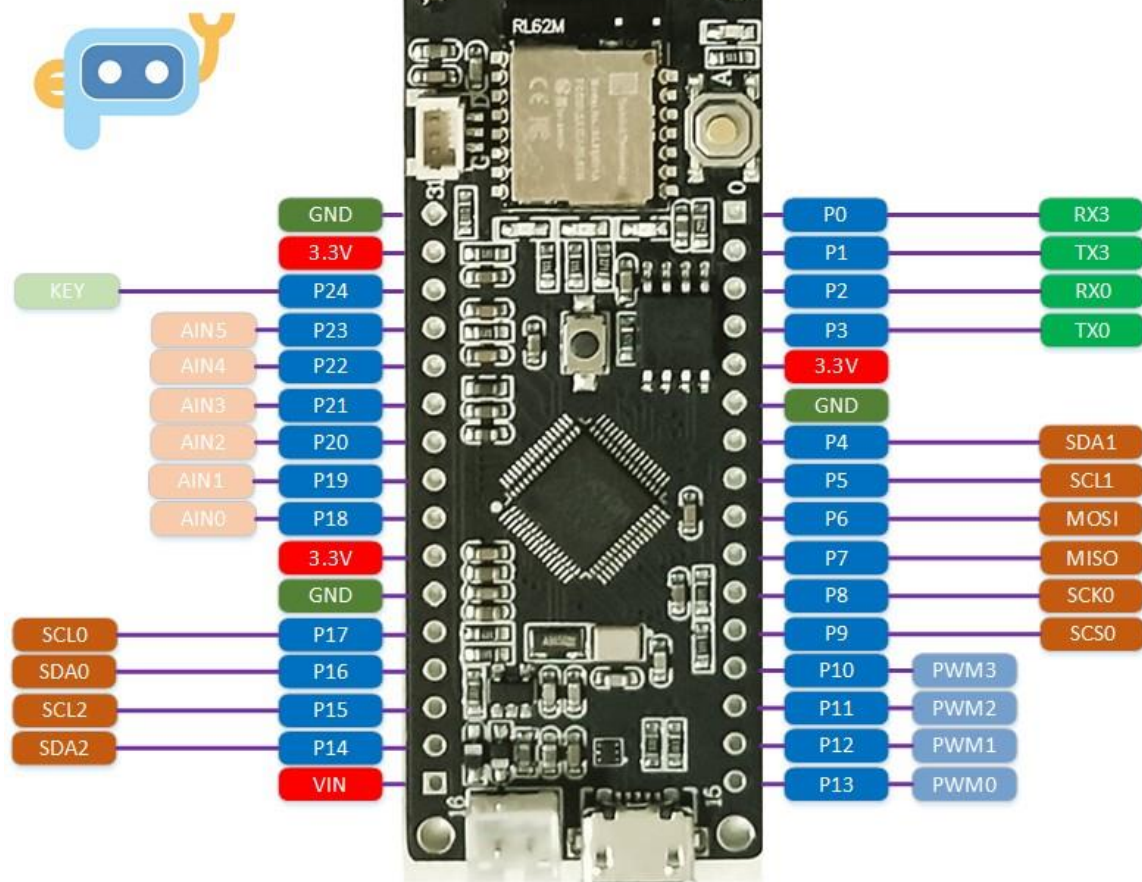 RL62M
A
D
G
31
0
GND P0 RX3
3.3V P1 TX3
KEY P24 P2 RX0
AIN5 P23 P3 TX0
AIN4 P22 3.3V
AIN3 P21 GND
AIN2 P20 P4 SDA1
AIN1 P19 P5 SCL1
AIN0 P18 P6 MOSI
3.3V P7 MISO
GND P8 SCK0
SCL0 P17 P9 SCS0
SDA0 P16 P10 PWM3
SCL2 P15 P11 PWM2
SDA2 P14 P12 PWM1
VIN P13 PWM0
16
15